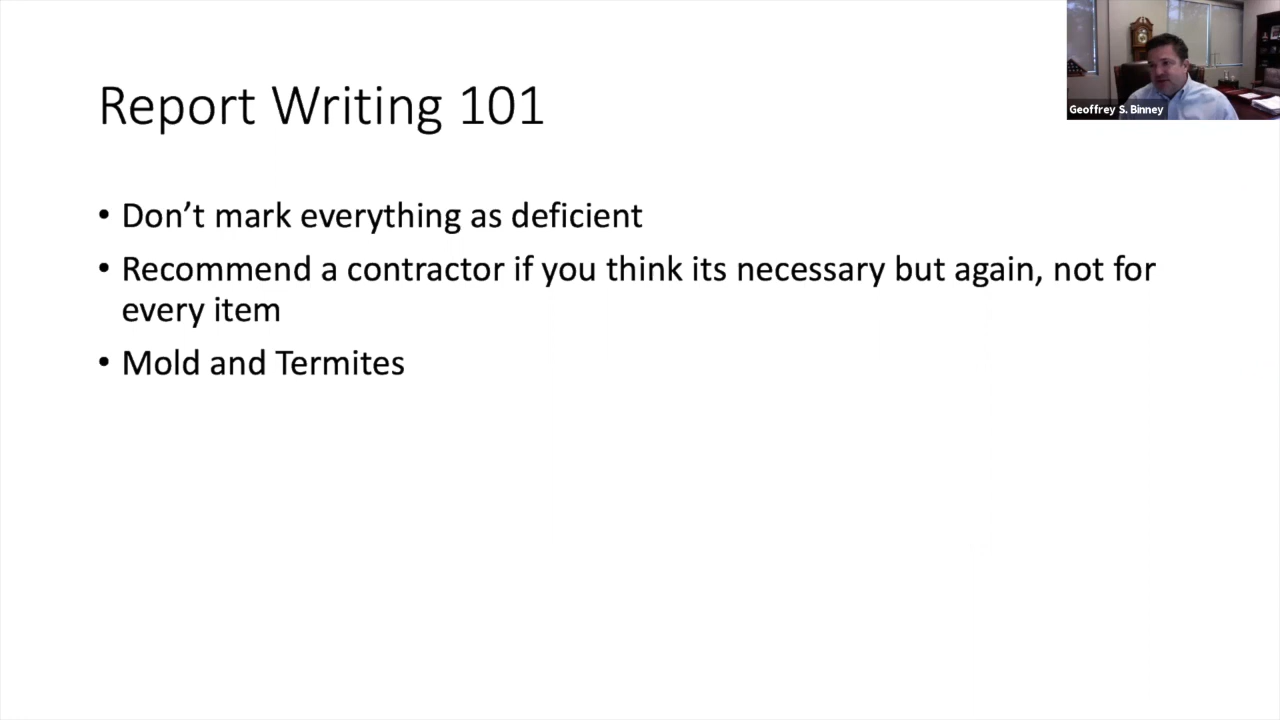 Report Writing 101
Geoffrey S. Binney
• Don’t mark everything as deficient
• Recommend a contractor if you think its necessary but again, not for
every item
• Mold and Termites